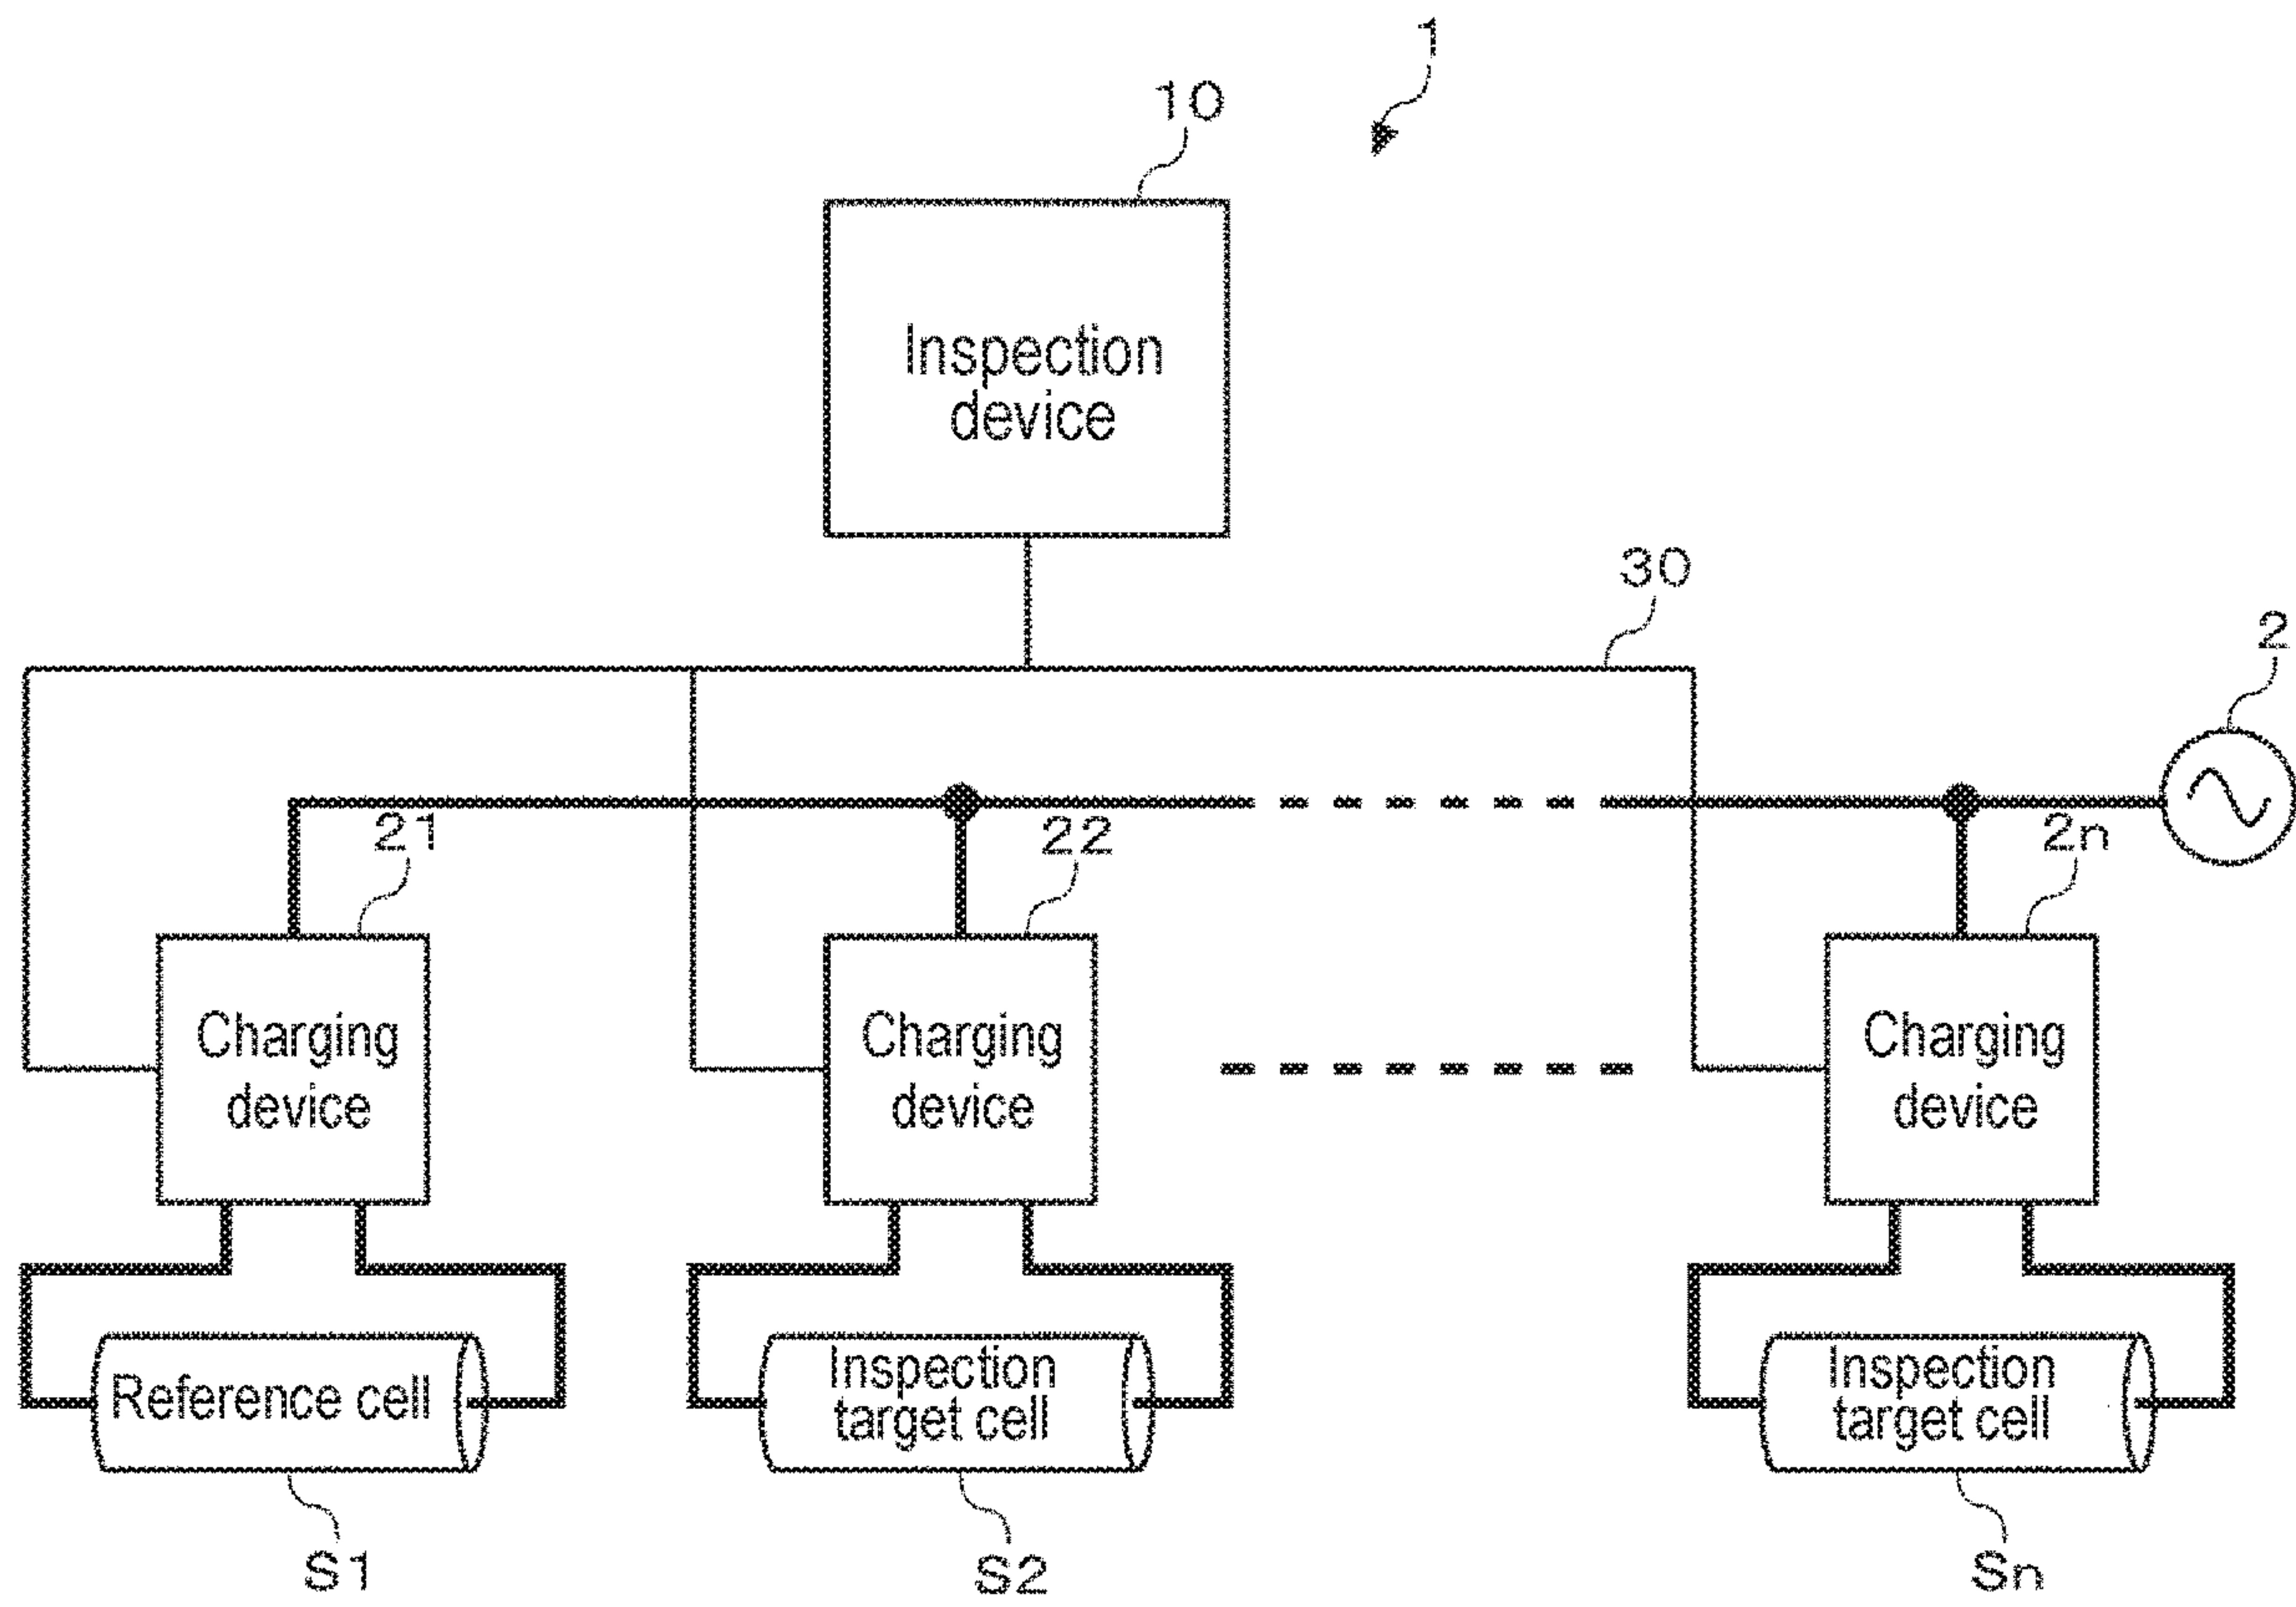 1
10
Inspection
device
30
2
21
22
2n
Charging
device
Charging
device
Charging
device
Reference cell
Inspection
target cell
Inspection
target cell
S1
S2
Sn